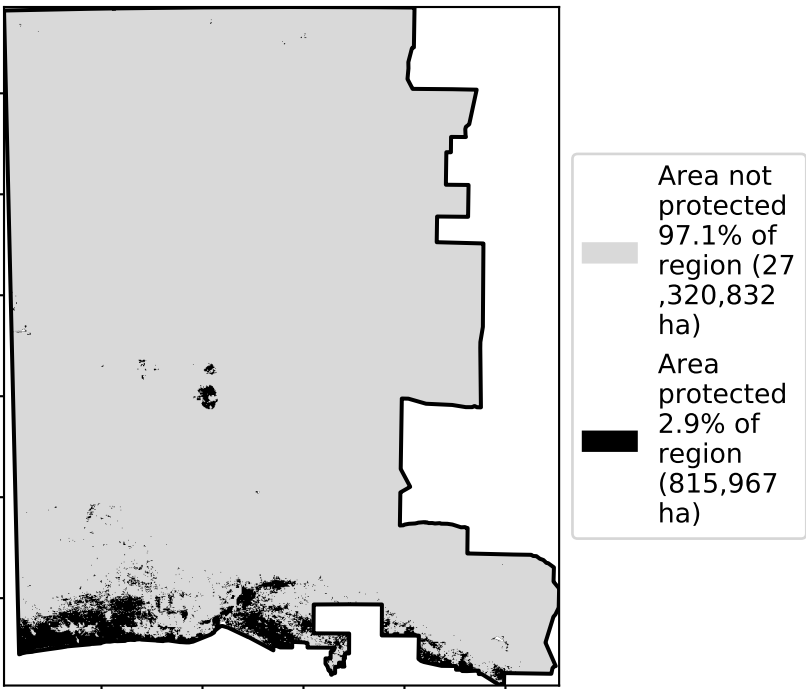 Area not
protected
97.1% of
region (27
,320,832
ha)
Area
protected
2.9% of
region
(815,967
ha)